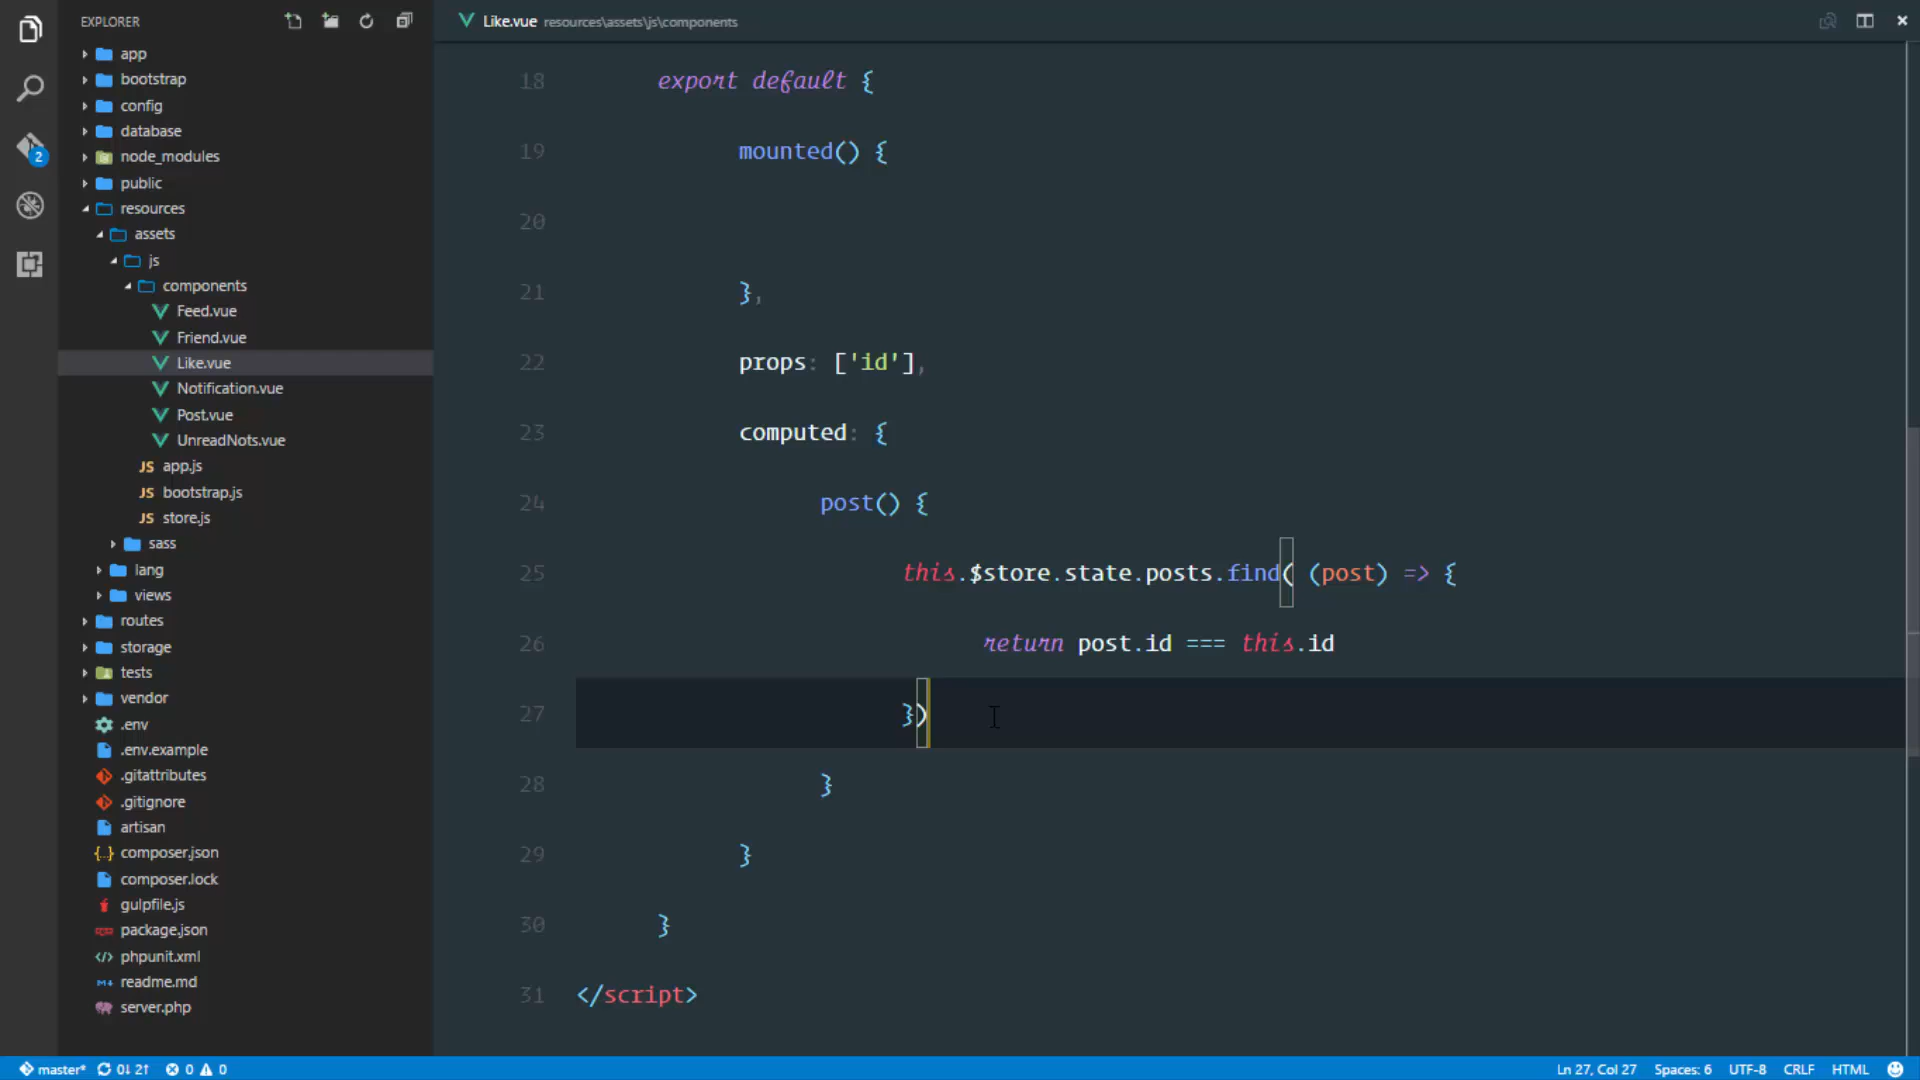 EXPLORER
app
bootstrap
config
database
node_modules
public
resources
assets
js
components
Feed.vue
Friend.vue
Like.vue
Notification.vue
Post.vue
UnreadNots.vue
JS app.js
JS bootstrap.js
JS store.js
sass
lang
views
routes
storage
tests
vendor
.env
.env.example
.gitattributes
.gitignore
artisan
{..} composer.json
composer.lock
gulpfile.js
package.json
phpunit.xml
readme.md
server.php
2
Like.vue resources\assets\js\components
18 export default {
19 mounted() {
20
21 },
22 props: ['id'],
23 computed: {
24 post() {
25 this.$store.state.posts.find( (post) => {
26 return post.id === this.id
27 })
28 }
29 }
30 }
31 </script>
master* 0↓ 2↑ 0 0
Ln 27, Col 27 Spaces: 6 UTF-8 CRLF HTML